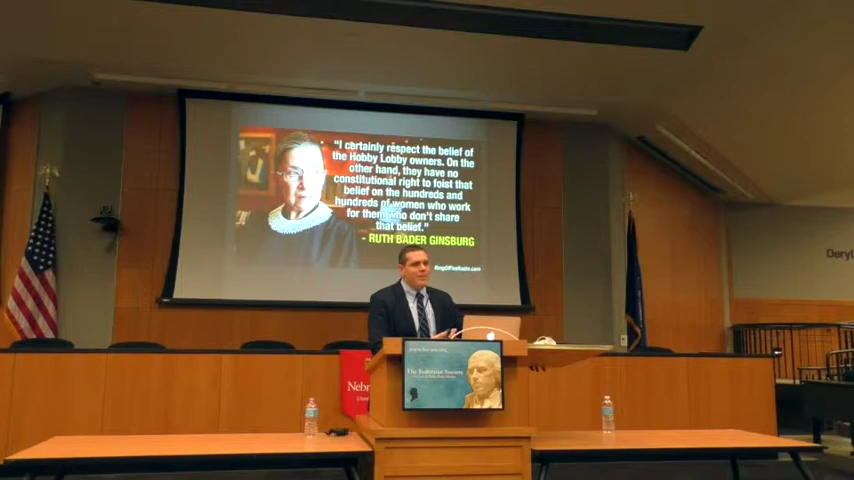 "I certainly respect the belief of
the Hobby Lobby owners. On the
other hand, they have no
constitutional right to foist that
belief on the hundreds and
hundreds of women who work
for them who don't share
that belief."
- RUTH BADER GINSBURG
RingOfFireRadio.com
The Federalist Society
Nebr